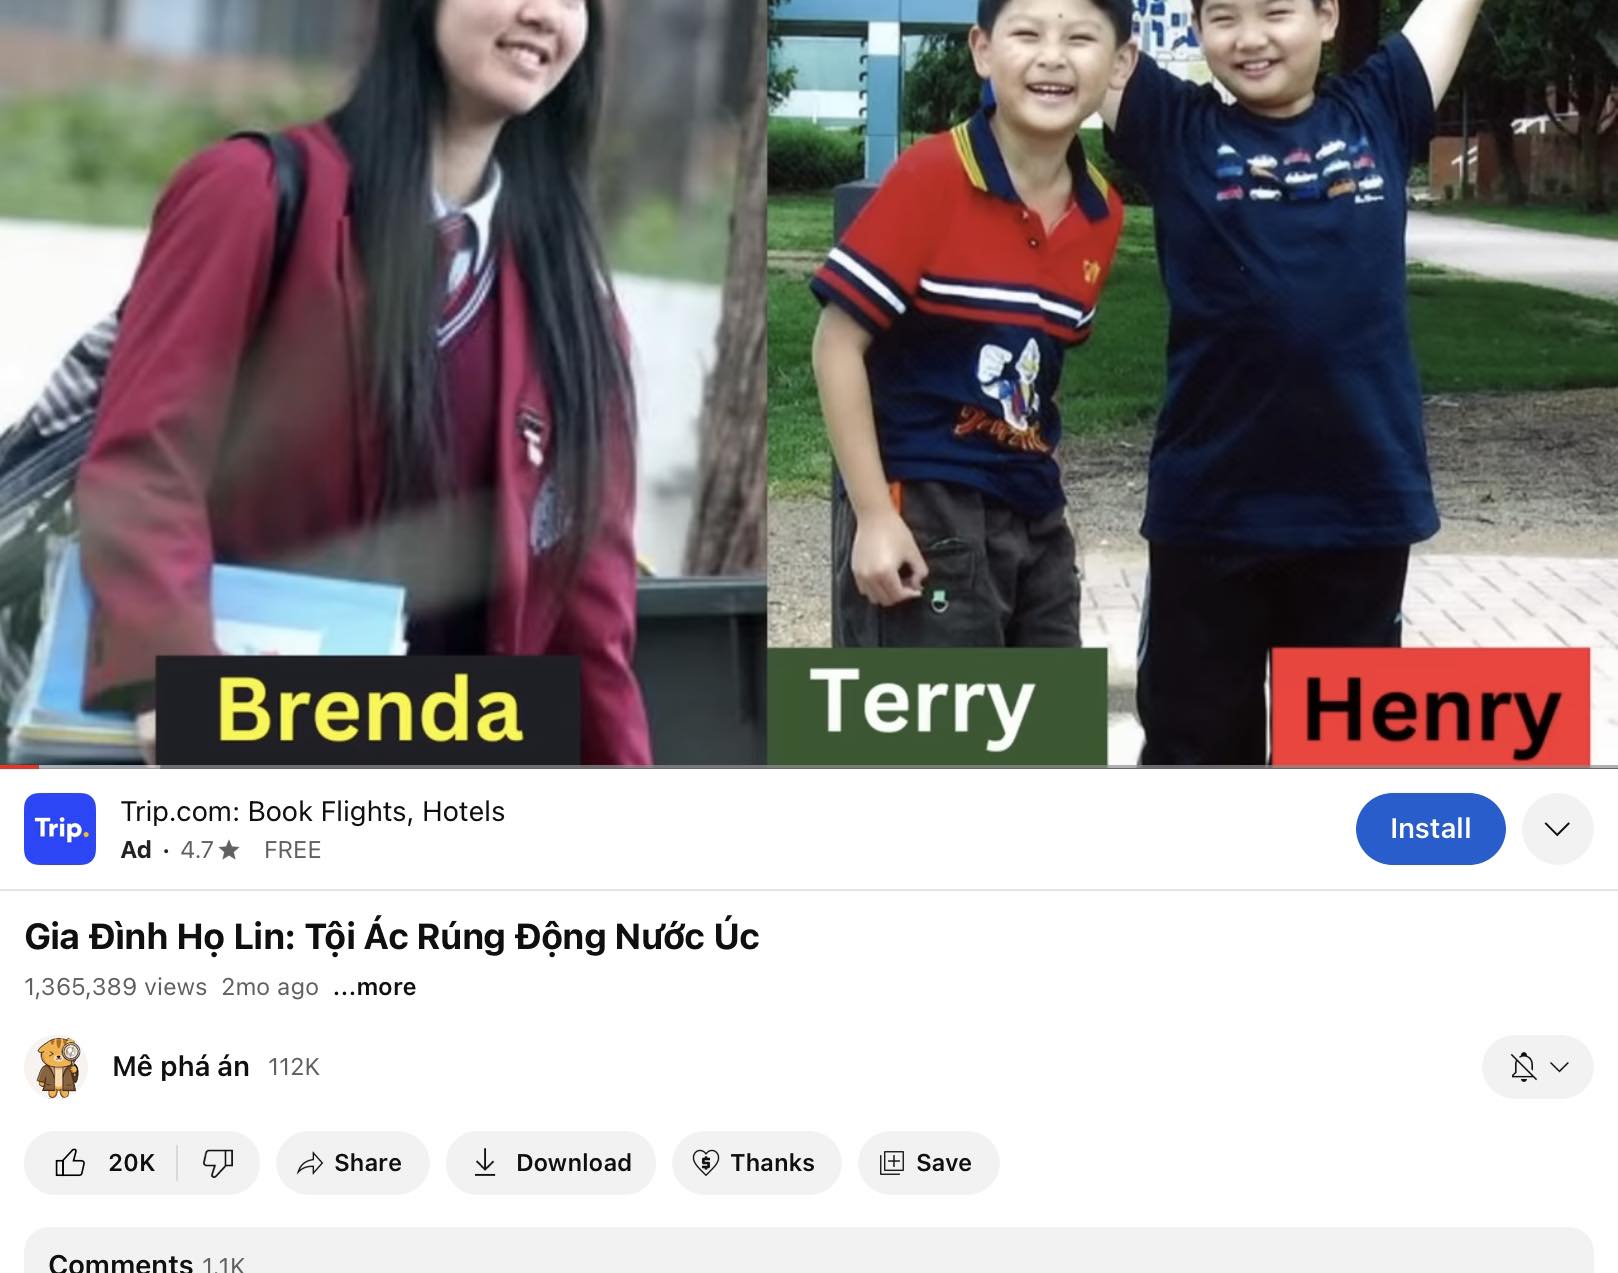 Brenda
Terry
Henry
Trip.
Trip.com: Book Flights, Hotels
Ad · 4.7★ FREE
Install
Gia Đình Họ Lin: Tội Ác Rúng Động Nước Úc
1,365,389 views 2mo ago ...more
Mê phá án 112K
20K
Share
Download
Thanks
Save
Comments 1.1K